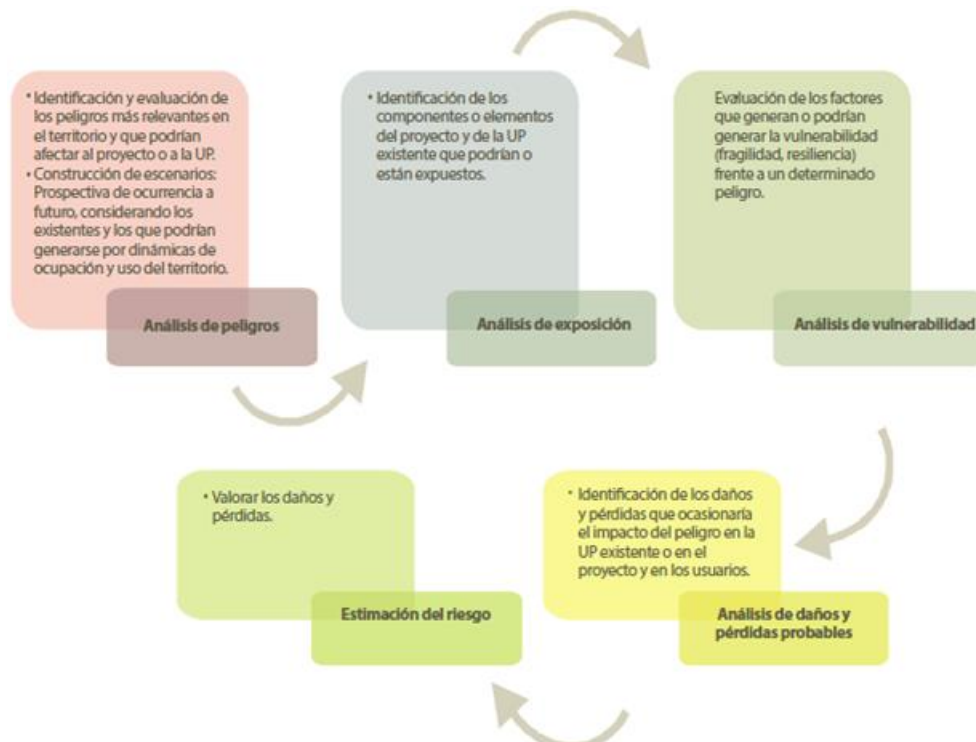 • Identificación y evaluación de
los peligros más relevantes en
el territorio y que podrían
afectar al proyecto o a la UP.
• Construcción de escenarios:
Prospectiva de ocurrencia a
futuro, considerando los
existentes y los que podrían
generarse por dinámicas de
ocupación y uso del territorio.
Análisis de peligros
• Identificación de los
componentes o elementos
del proyecto y de la UP
existente que podrían o
están expuestos.
Análisis de exposición
Evaluación de los factores
que generan o podrían
generar la vulnerabilidad
(fragilidad, resiliencia)
frente a un determinado
peligro.
Análisis de vulnerabilidad
• Identificación de los daños
y pérdidas que ocasionaría
el impacto del peligro en la
UP existente o en el
proyecto y en los usuarios.
Análisis de daños y
pérdidas probables
• Valorar los daños y
pérdidas.
Estimación del riesgo